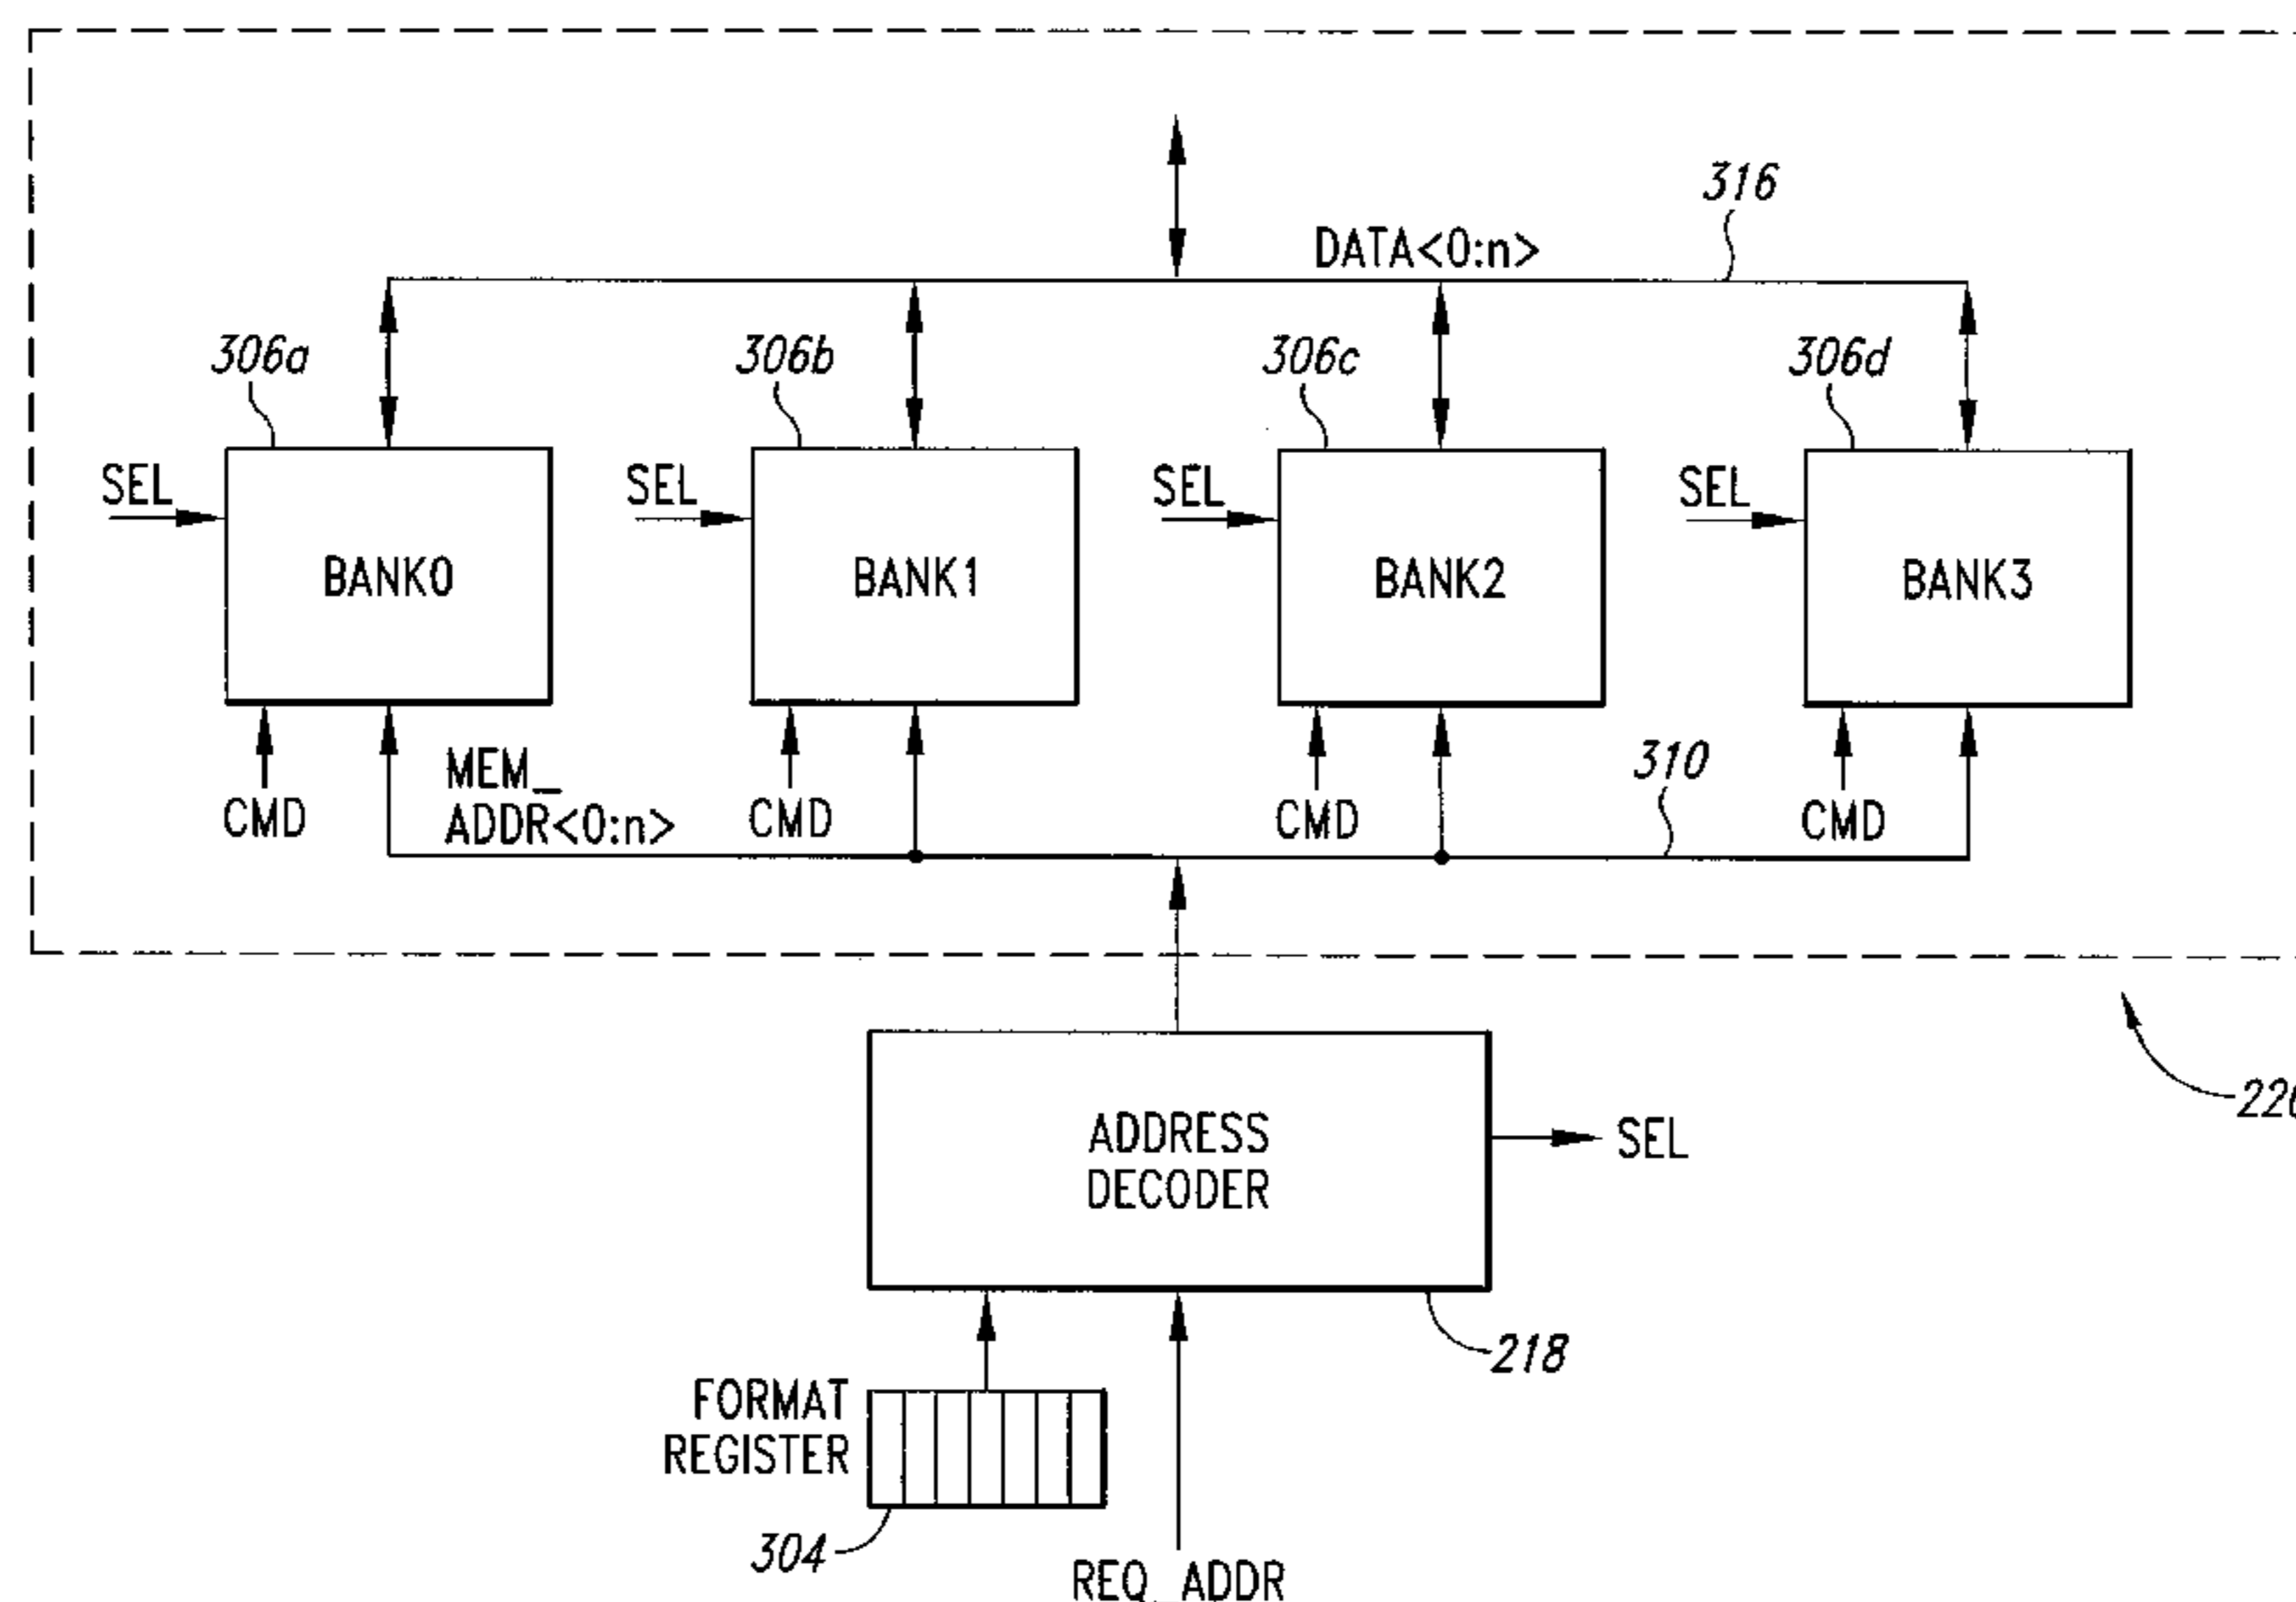 316
DATA<0:n>
306a
306b
306c
306d
SEL
SEL
SEL
SEL
BANK0
BANK1
BANK2
BANK3
MEM_
ADDR<0:n>
310
CMD
CMD
CMD
CMD
ADDRESS
DECODER
SEL
218
FORMAT
REGISTER
304
REQ_ADDR